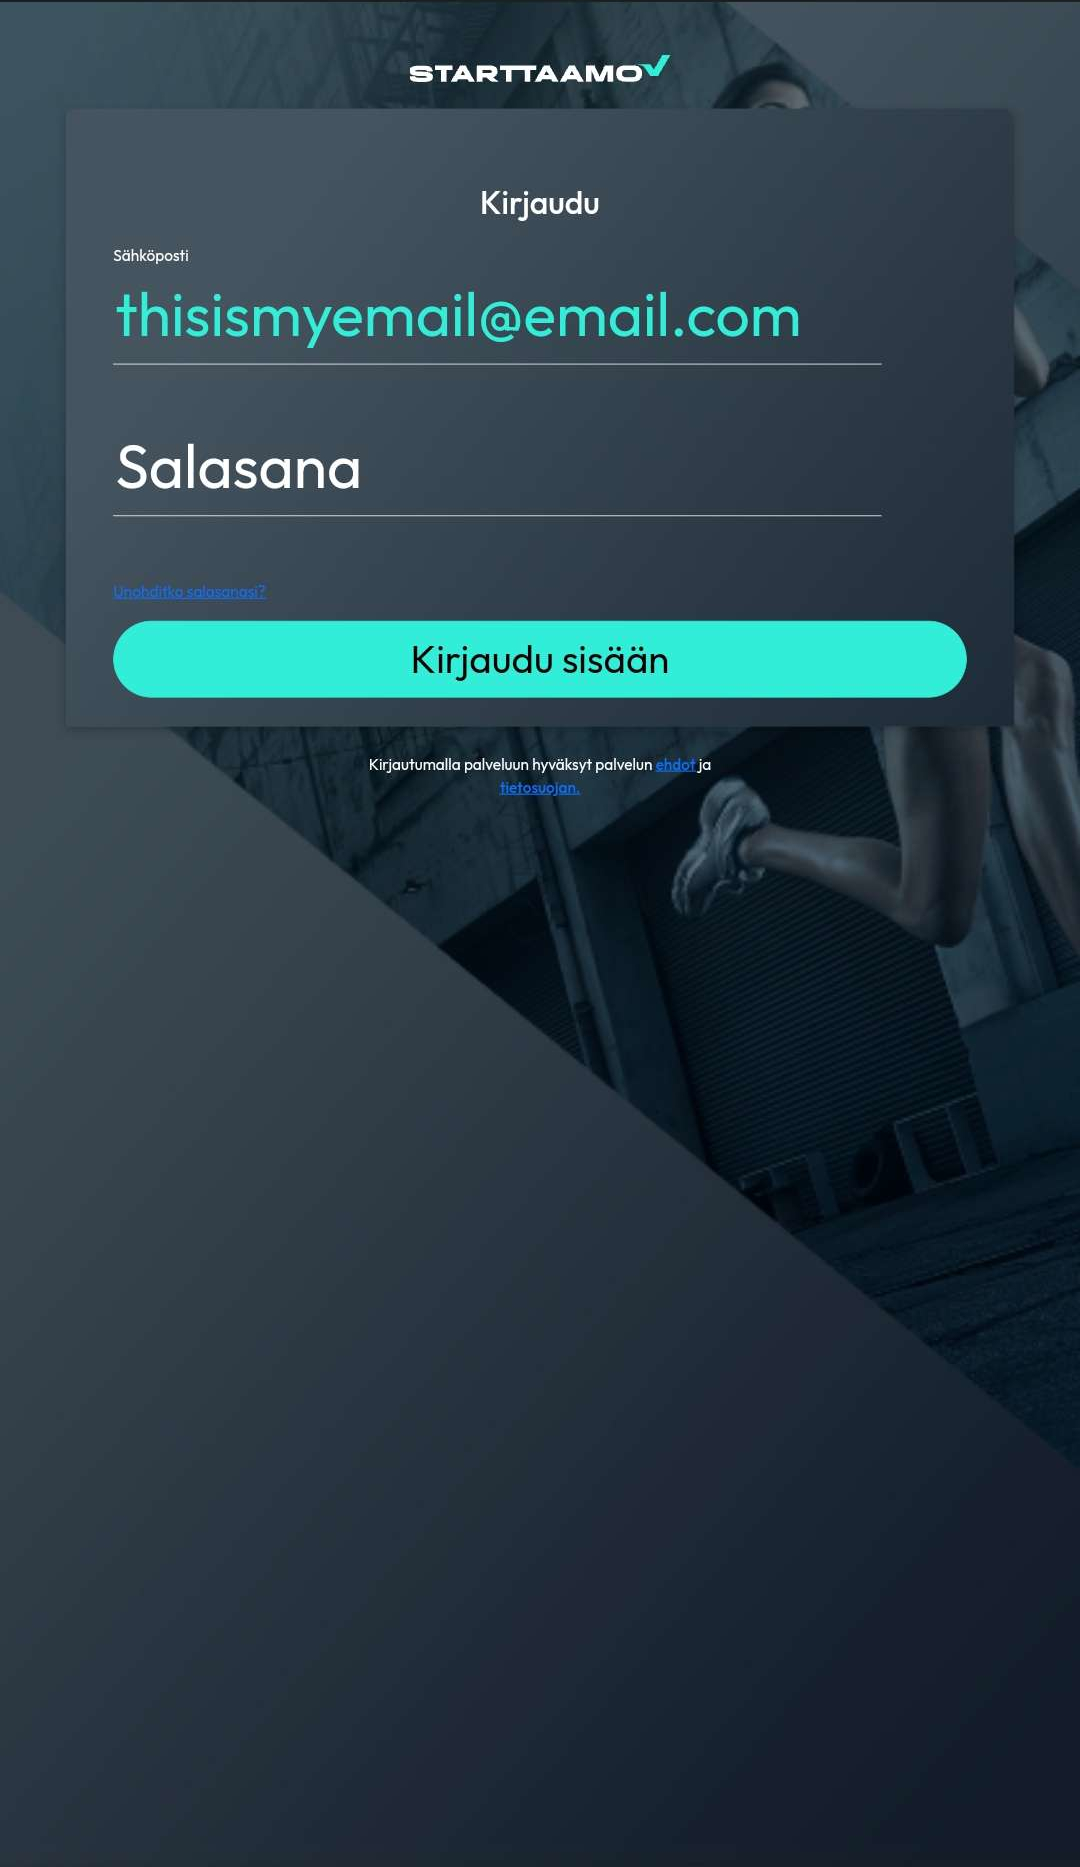 STARTTAAMO
Kirjaudu
Sähköposti
thisismyemail@email.com
Salasana
Unohditko salasanasi?
Kirjaudu sisään
Kirjautumalla palveluun hyväksyt palvelun ehdot ja
tietosuojan.